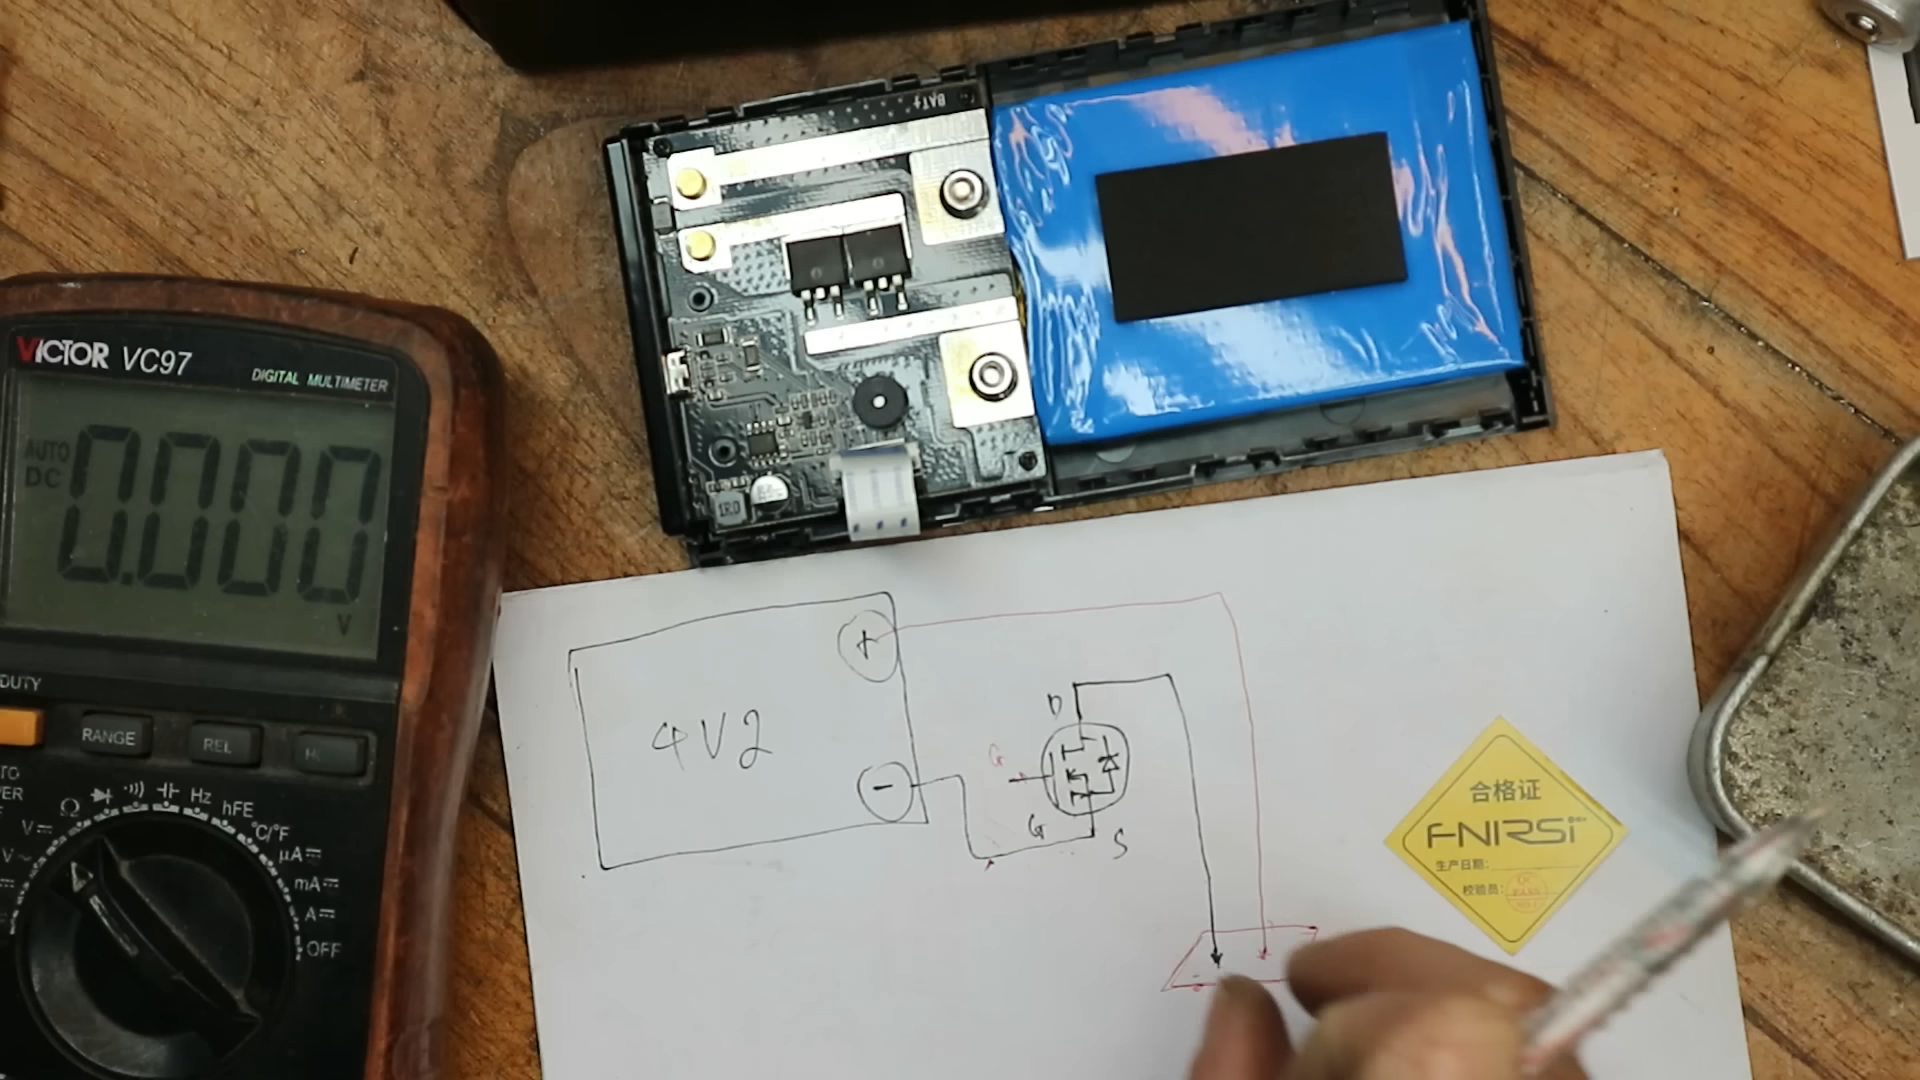 BAT+
VICTOR VC97
DIGITAL MULTIMETER
AUTO
DC
0.000
V
DUTY
RANGE
REL
Hz
hFE
°C/°F
Ω
V
V~
μA
mA
A
OFF
1R0
+
4V2
-
D
G
G
S
合格证
FNIRSI
生产日期:
校验员: